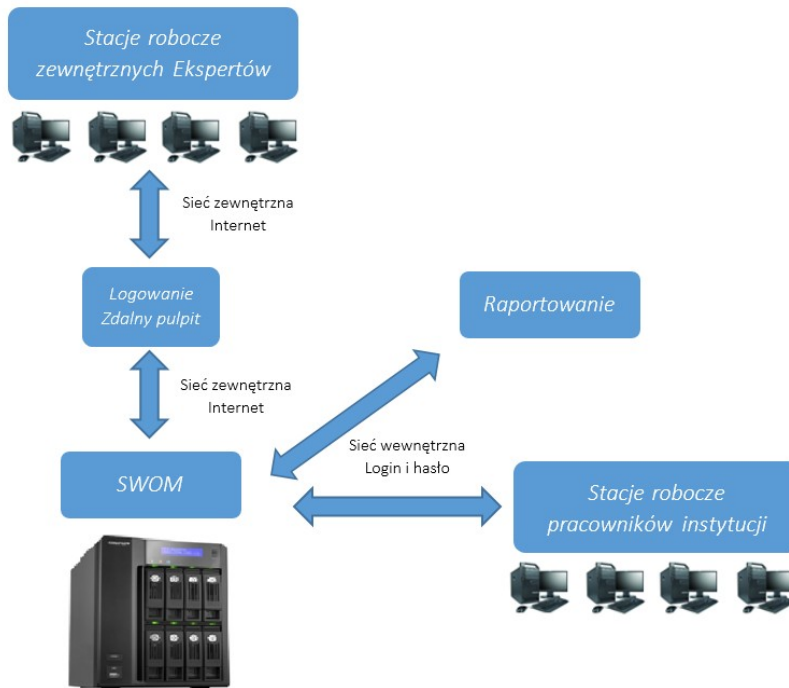 Stacje robocze
zewnętrznych Ekspertów
Sieć zewnętrzna
Internet
Logowanie
Zdalny pulpit
Raportowanie
Sieć zewnętrzna
Internet
Sieć wewnętrzna
Login i hasło
SWOM
Stacje robocze
pracowników instytucji